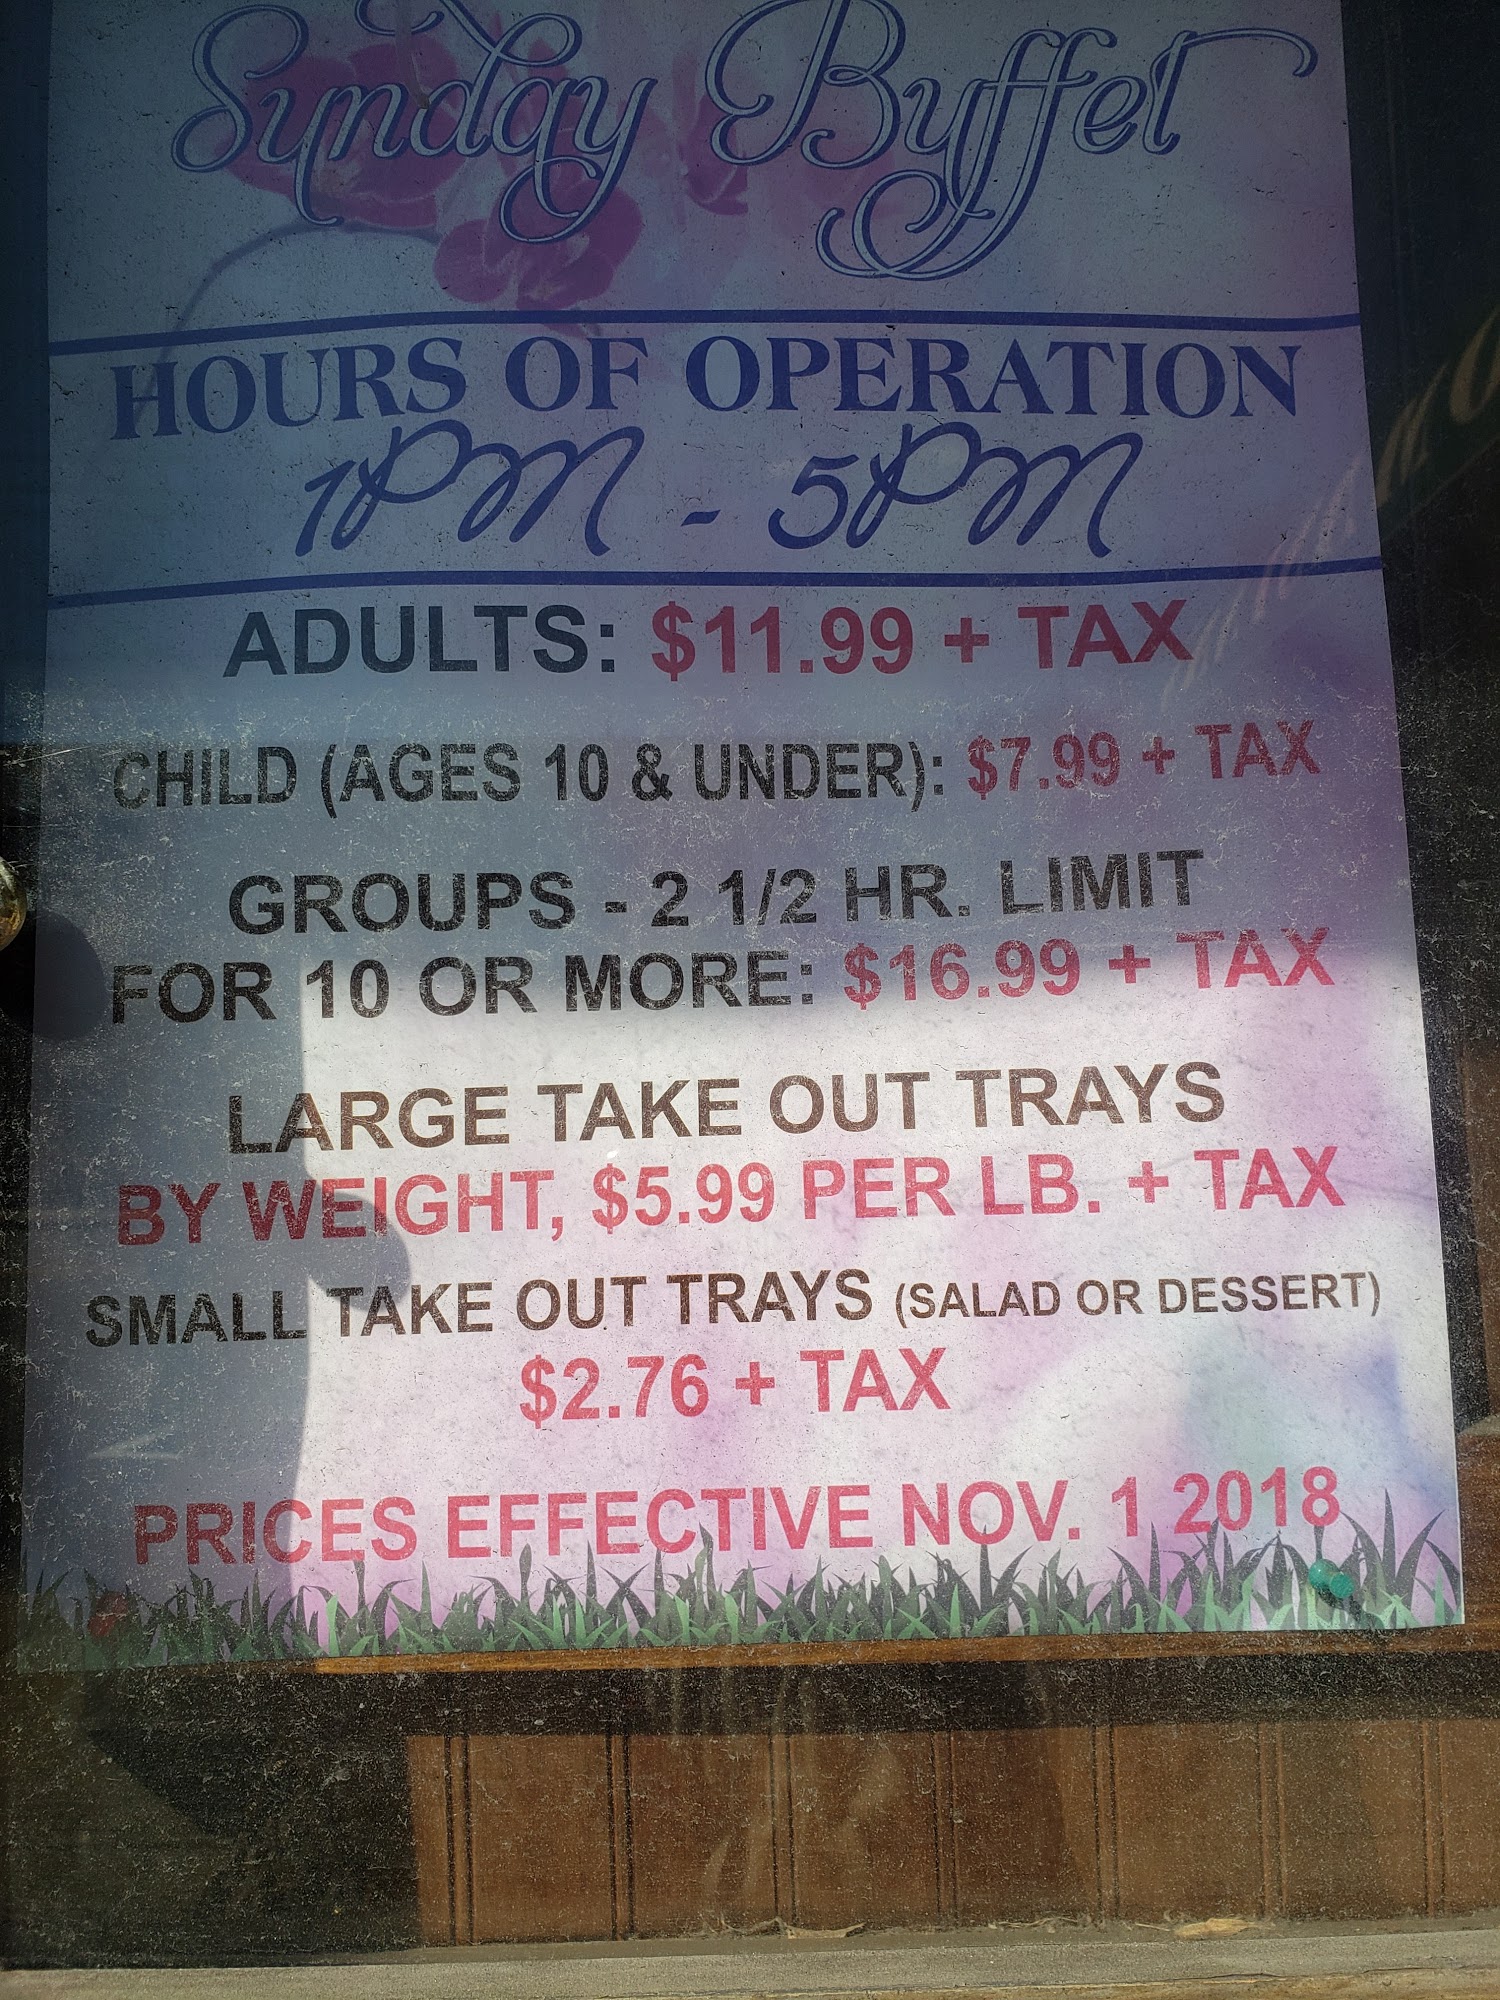 Sunday Buffet
HOURS OF OPERATION
1PM - 5PM
ADULTS: $11.99 + TAX
CHILD (AGES 10 & UNDER): $7.99 + TAX
GROUPS - 2 1/2 HR. LIMIT
FOR 10 OR MORE: $16.99 + TAX
LARGE TAKE OUT TRAYS
BY WEIGHT, $5.99 PER LB. + TAX
SMALL TAKE OUT TRAYS (SALAD OR DESSERT)
$2.76 + TAX
PRICES EFFECTIVE NOV. 1 2018